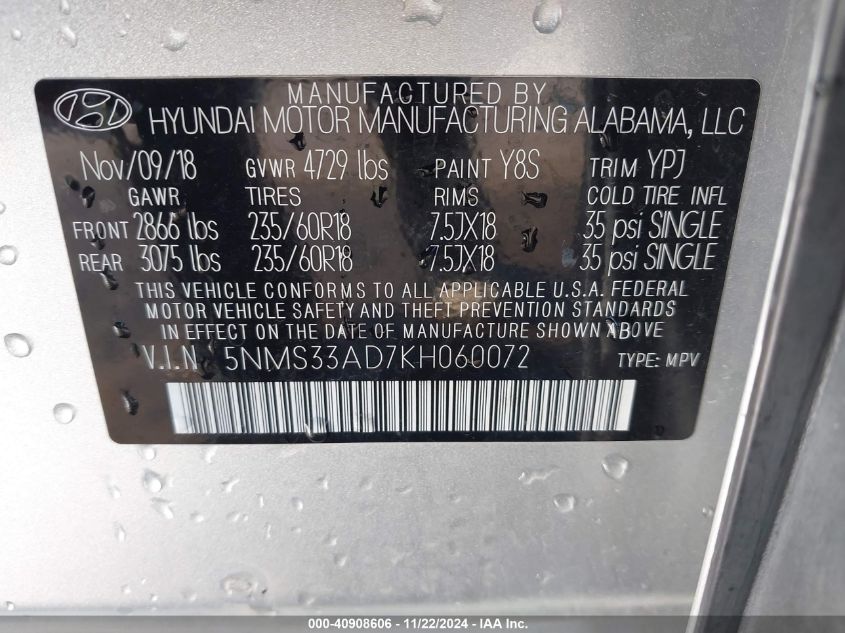 MANUFACTURED BY
HYUNDAI MOTOR MANUFACTURING ALABAMA, LLC
Nov/09/18 GVWR 4729 lbs PAINT Y8S TRIM YPJ
GAWR TIRES RIMS COLD TIRE INFL
FRONT 2866 lbs 235/60R18 7.5JX18 35 psi SINGLE
REAR 3075 lbs 235/60R18 7.5JX18 35 psi SINGLE
THIS VEHICLE CONFORMS TO ALL APPLICABLE U.S.A. FEDERAL
MOTOR VEHICLE SAFETY AND THEFT PREVENTION STANDARDS
IN EFFECT ON THE DATE OF MANUFACTURE SHOWN ABOVE
V.I.N 5NMS33AD7KH060072 TYPE: MPV
000-40908606 - 11/22/2024 - IAA Inc.